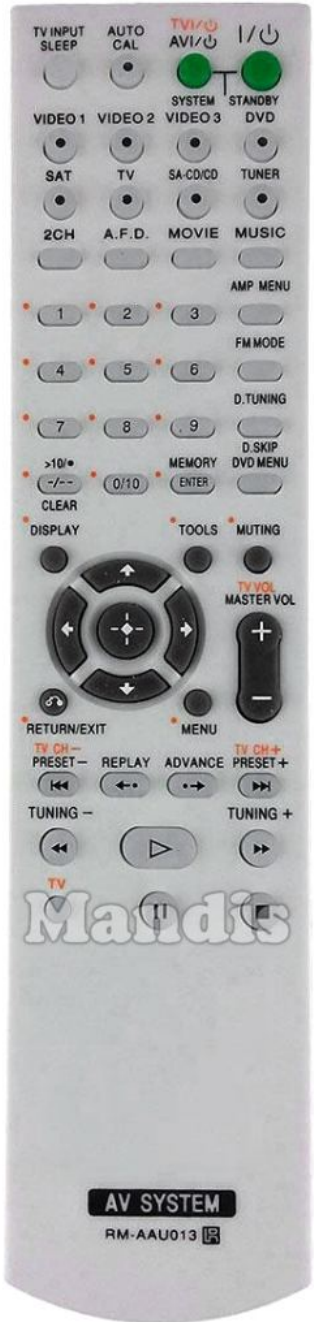 TV INPUT AUTO TV I/⏻ I/⏻
SLEEP CAL AV I/⏻
SYSTEM STANDBY
VIDEO 1 VIDEO 2 VIDEO 3 DVD
SAT TV SA-CD/CD TUNER
2CH A.F.D. MOVIE MUSIC
AMP MENU
1 2 3
FM MODE
4 5 6
D.TUNING
7 8 9
D.SKIP
>10/• MEMORY DVD MENU
-/-- 0/10 ENTER
CLEAR
DISPLAY TOOLS MUTING
TV VOL
MASTER VOL
+
−
RETURN/EXIT MENU
TV CH − TV CH +
PRESET − REPLAY ADVANCE PRESET +
TUNING − TUNING +
TV
Mandis
AV SYSTEM
RM-AAU013